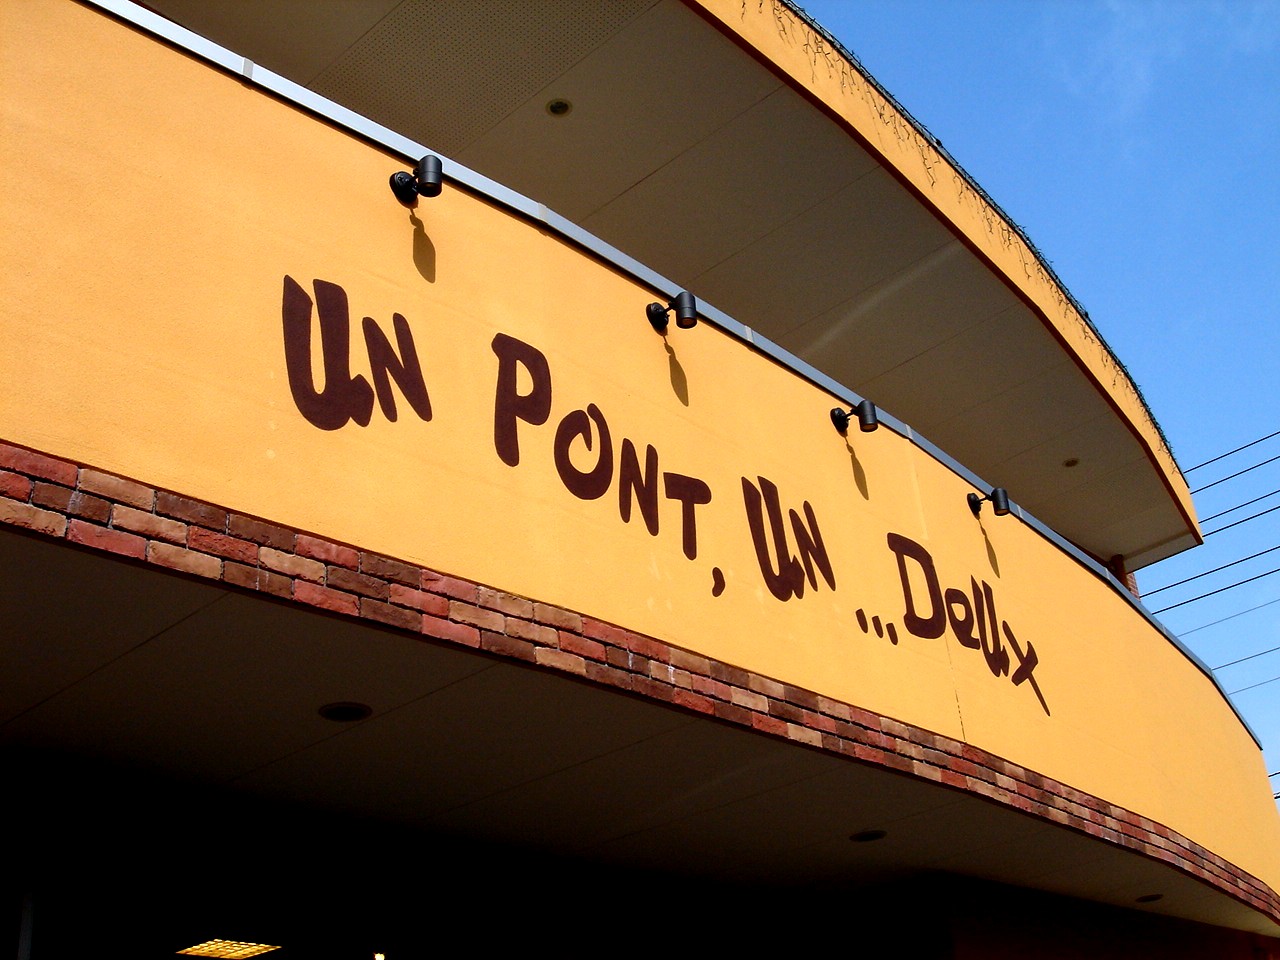 Un Pont, Un ...Deux